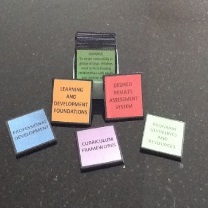 LEARNING
AND
DEVELOPMENT
FOUNDATIONS
DESIRED
RESULTS
ASSESSMENT
SYSTEM
PROFESSIONAL
DEVELOPMENT
CURRICULUM
FRAMEWORKS
PROGRAM
GUIDELINES
AND
RESOURCES